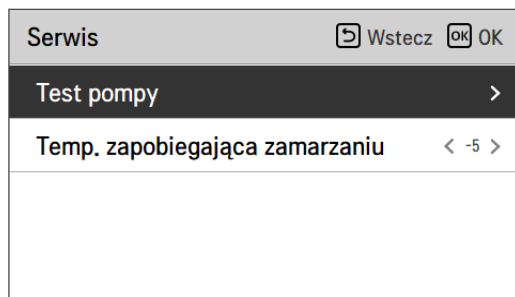 Serwis Wstecz OK OK
Test pompy >
Temp. zapobiegająca zamarzaniu < -5 >